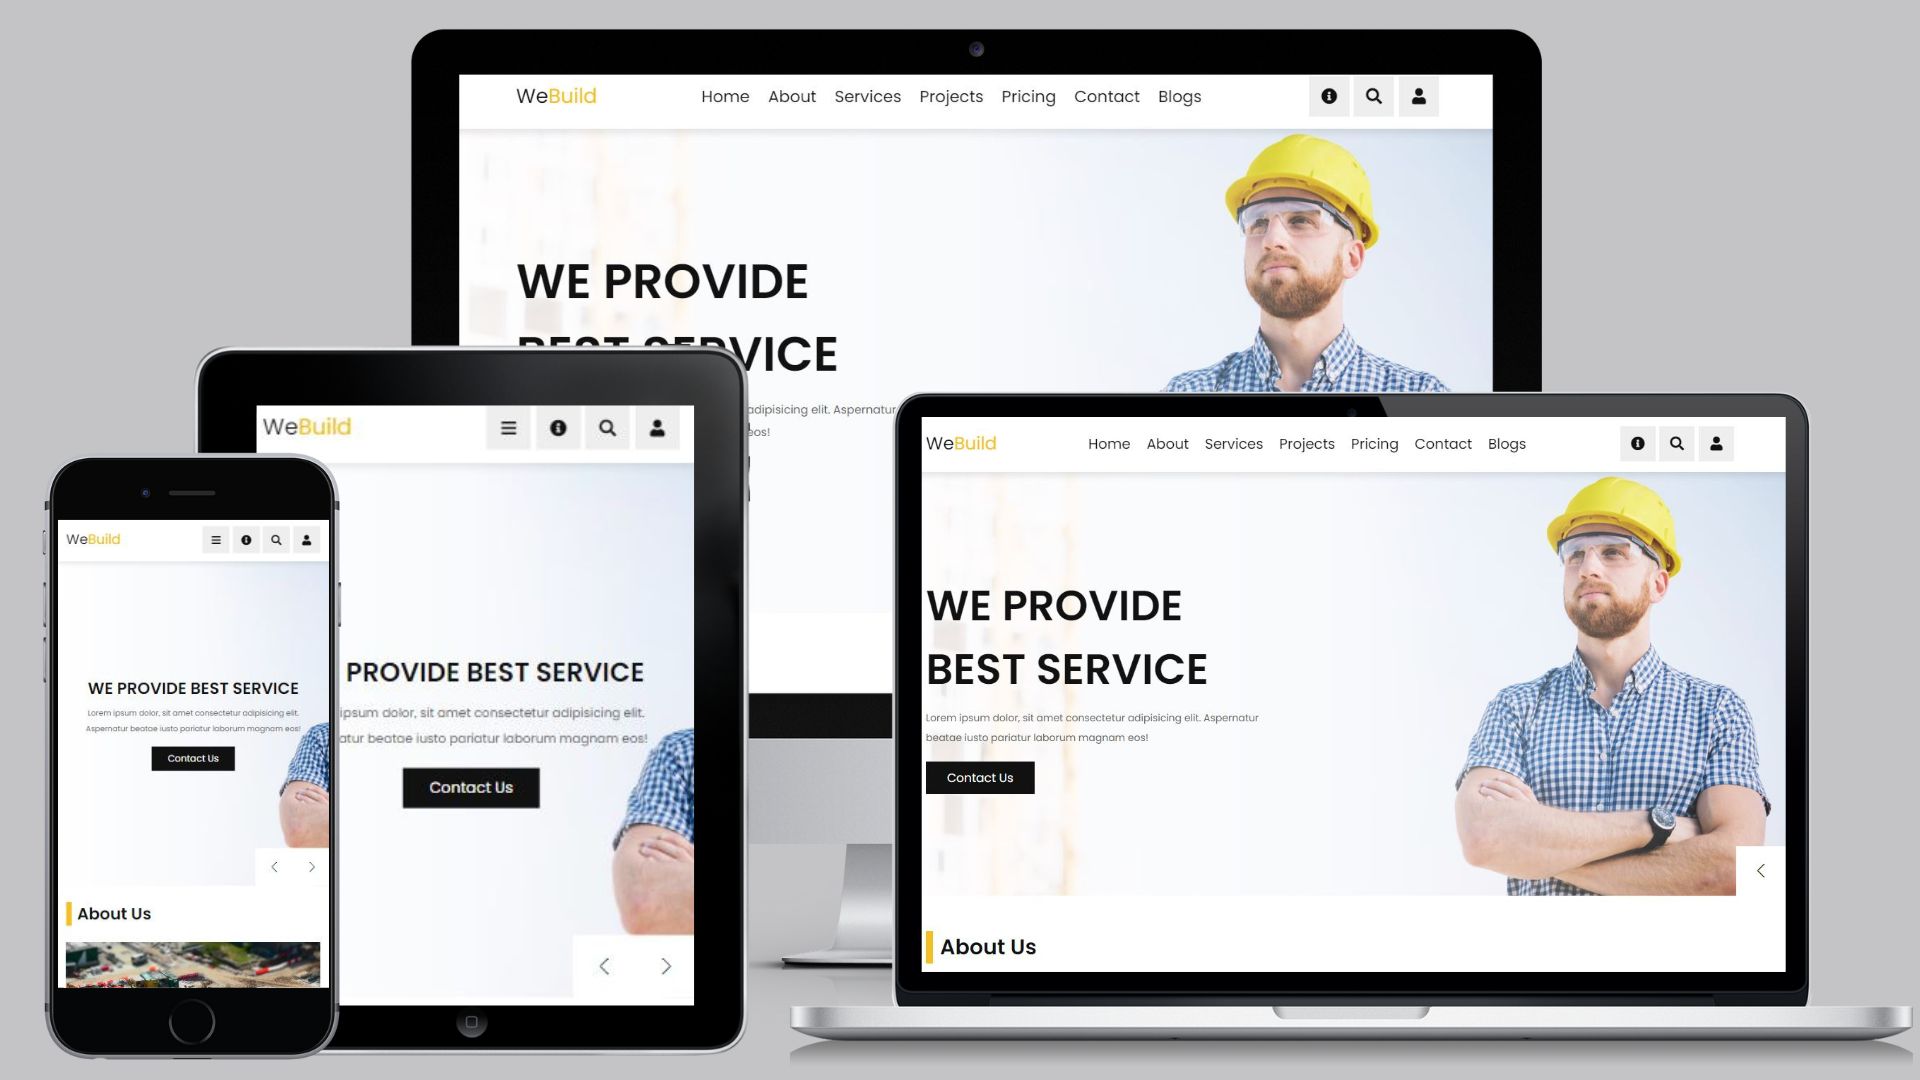 WeBuild
Home About Services Projects Pricing Contact Blogs
WE PROVIDE
BEST SERVICE
adipisicing elit. Aspernatur
eos!
WeBuild
PROVIDE BEST SERVICE
ipsum dolor, sit amet consectetur adipisicing elit.
beatae iusto pariatur laborum magnam eos!
Contact Us
WeBuild
WE PROVIDE BEST SERVICE
Lorem ipsum dolor, sit amet consectetur adipisicing elit.
Aspernatur beatae iusto pariatur laborum magnam eos!
Contact Us
About Us
WeBuild
Home About Services Projects Pricing Contact Blogs
WE PROVIDE
BEST SERVICE
Lorem ipsum dolor, sit amet consectetur adipisicing elit. Aspernatur
beatae iusto pariatur laborum magnam eos!
Contact Us
About Us